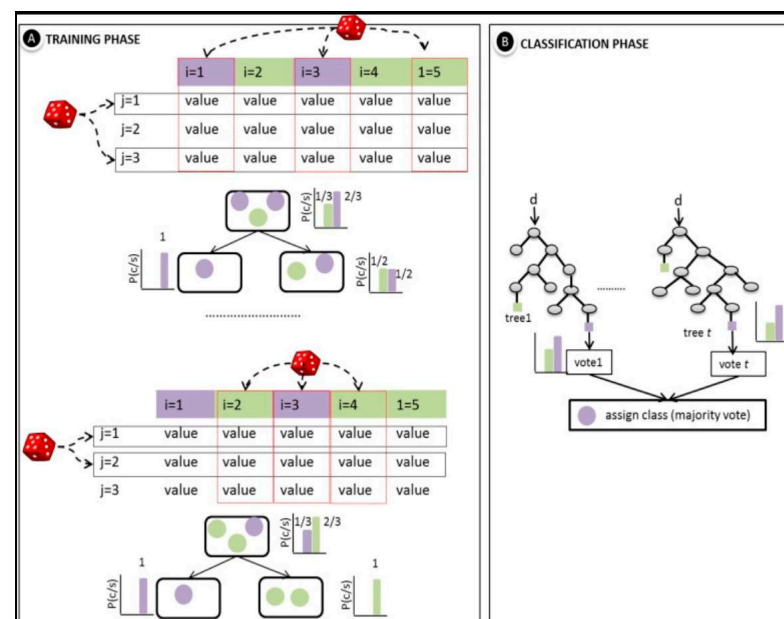 A TRAINING PHASE
i=1 i=2 i=3 i=4 1=5
j=1 value value value value value
j=2 value value value value value
j=3 value value value value value
P(c/s) 1/3 2/3
P(c/s) 1
P(c/s) 1/2 1/2
i=1 i=2 i=3 i=4 1=5
j=1 value value value value value
j=2 value value value value value
j=3 value value value value value
P(c/s) 1/3 2/3
P(c/s) 1
P(c/s) 1
B CLASSIFICATION PHASE
d d
tree1 tree t
vote1 vote t
assign class (majority vote)